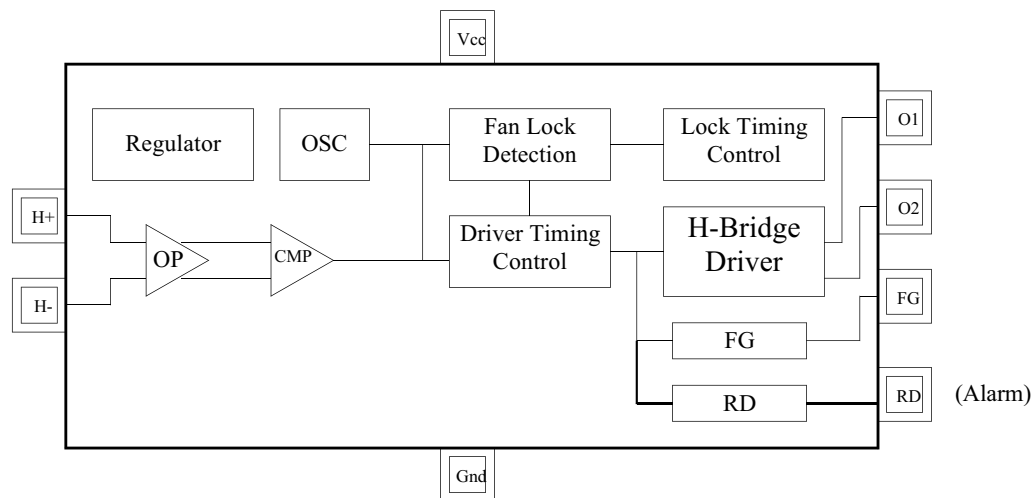 Vcc
Regulator
OSC
Fan Lock
Detection
Lock Timing
Control
O1
H+
OP
CMP
Driver Timing
Control
H-Bridge
Driver
O2
H-
FG
FG
RD
RD
(Alarm)
Gnd